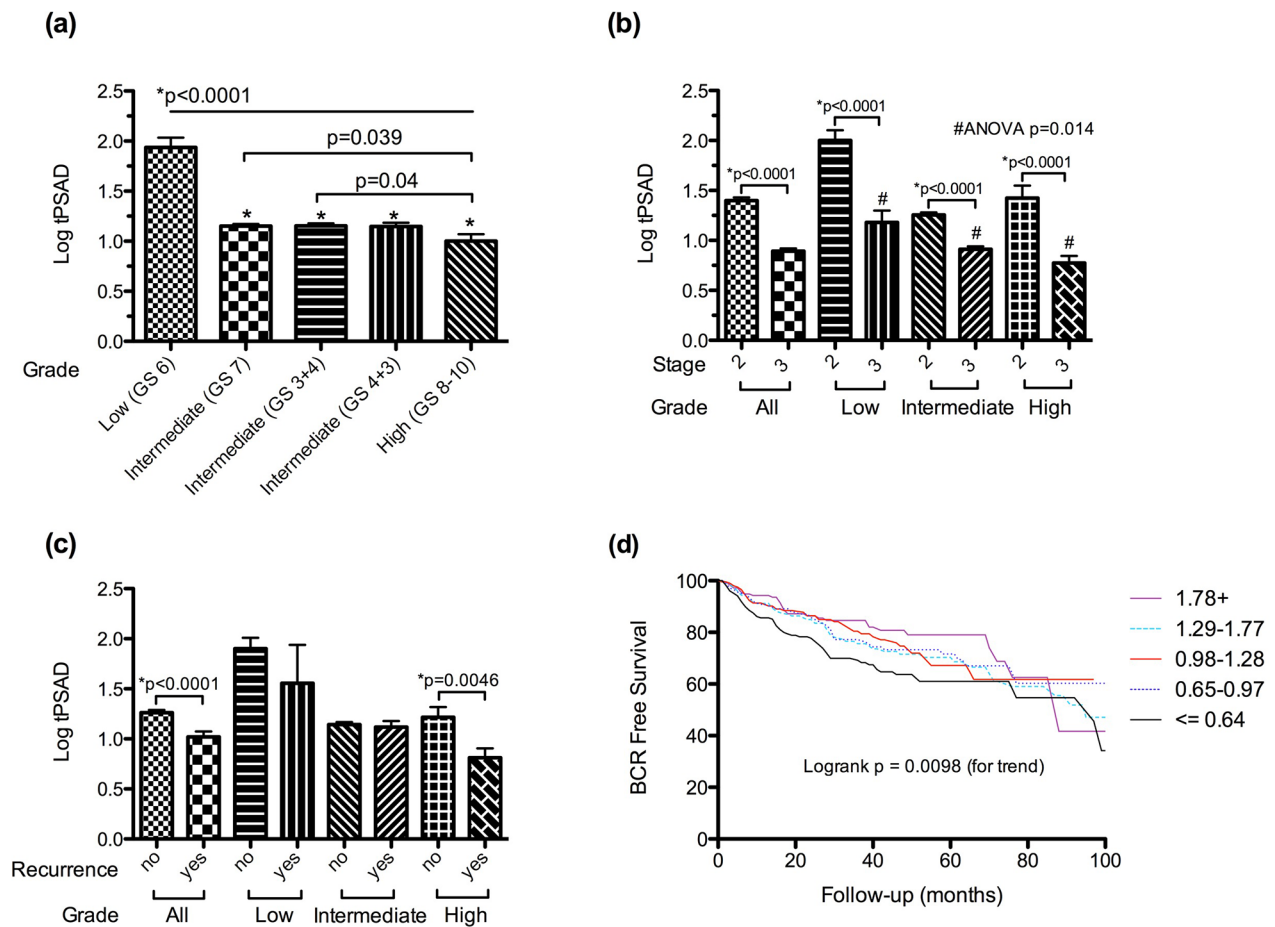 (a)
Log tPSAD
2.5
2.0
1.5
1.0
0.5
0.0
*p<0.0001
p=0.039
p=0.04
*
*
*
*
Grade
Low (GS 6)
Intermediate (GS 7)
Intermediate (GS 3+4)
Intermediate (GS 4+3)
High (GS 8-10)
(b)
Log tPSAD
2.5
2.0
1.5
1.0
0.5
0.0
*p<0.0001
*p<0.0001
*p<0.0001
*p<0.0001
#ANOVA p=0.014
#
#
#
Stage 2 3 2 3 2 3 2 3
Grade All Low Intermediate High
(c)
Log tPSAD
2.5
2.0
1.5
1.0
0.5
0.0
*p<0.0001
*p=0.0046
Recurrence no yes no yes no yes no yes
Grade All Low Intermediate High
(d)
BCR Free Survival
100
80
60
40
20
0
Logrank p = 0.0098 (for trend)
0 20 40 60 80 100
Follow-up (months)
1.78+
1.29-1.77
0.98-1.28
0.65-0.97
<= 0.64